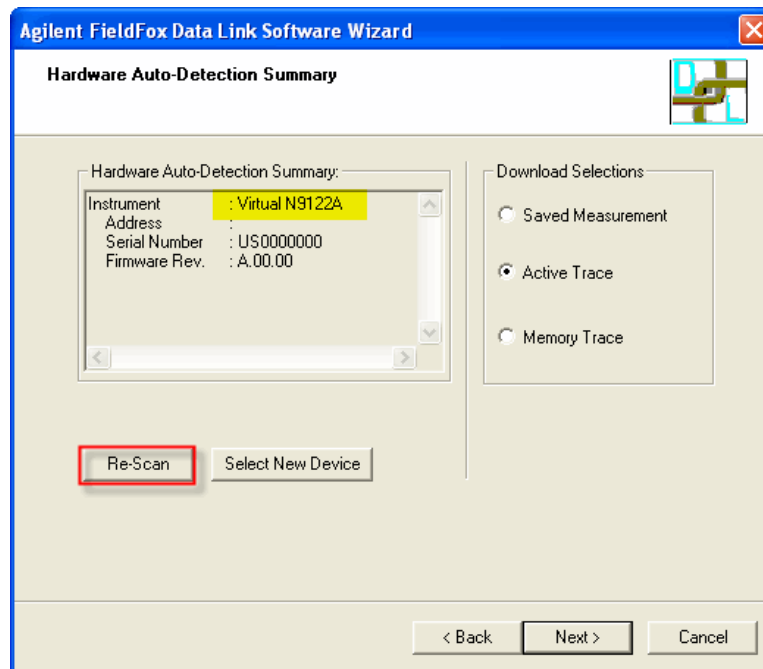 Agilent FieldFox Data Link Software Wizard
Hardware Auto-Detection Summary
D
L
Hardware Auto-Detection Summary:
Instrument : Virtual N9122A
Address :
Serial Number : US0000000
Firmware Rev. : A.00.00
Download Selections
Saved Measurement
Active Trace
Memory Trace
Re-Scan
Select New Device
< Back
Next >
Cancel